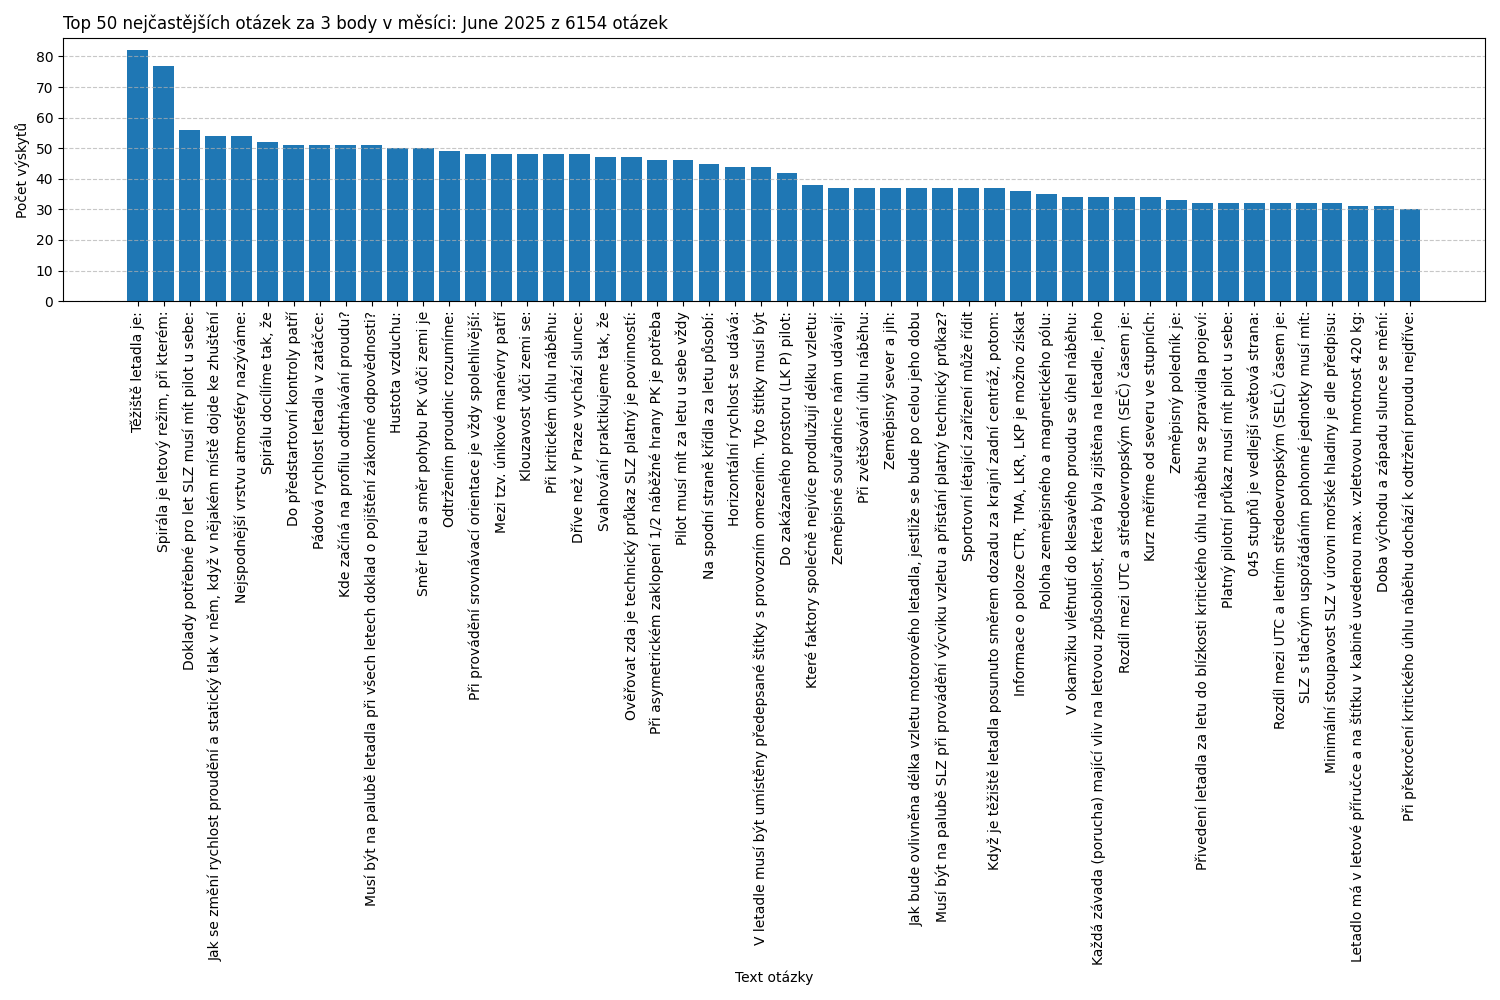 Top 50 nejčastějších otázek za 3 body v měsíci: June 2025 z 6154 otázek
Počet výskytů
80
70
60
50
40
30
20
10
0
Těžiště letadla je:
Spirála je letový režim, při kterém:
Doklady potřebné pro let SLZ musí mít pilot u sebe:
Jak se změní rychlost proudění a statický tlak v něm, když v nějakém místě dojde ke zhuštění
Nejspodnější vrstvu atmosféry nazýváme:
Spirálu docílíme tak, že
Do předstartovní kontroly patří
Pádová rychlost letadla v zatáčce:
Kde začíná na profilu odtrhávání proudu?
Musí být na palubě letadla při všech letech doklad o pojištění zákonné odpovědnosti?
Hustota vzduchu:
Směr letu a směr pohybu PK vůči zemi je
Odtržením proudnic rozumíme:
Při provádění srovnávací orientace je vždy spolehlivější:
Mezi tzv. únikové manévry patří
Klouzavost vůči zemi se:
Při kritickém úhlu náběhu:
Dříve než v Praze vychází slunce:
Svahování praktikujeme tak, že
Ověřovat zda je technický průkaz SLZ platný je povinností:
Při asymetrickém zaklopení 1/2 náběžné hrany PK je potřeba
Pilot musí mít za letu u sebe vždy
Na spodní straně křídla za letu působí:
Horizontální rychlost se udává:
V letadle musí být umístěny předepsané štítky s provozním omezením. Tyto štítky musí být
Do zakázaného prostoru (LK P) pilot:
Které faktory společně nejvíce prodlužují délku vzletu:
Zeměpisné souřadnice nám udávají:
Při zvětšování úhlu náběhu:
Zeměpisný sever a jih:
Jak bude ovlivněna délka vzletu motorového letadla, jestliže se bude po celou jeho dobu
Musí být na palubě SLZ při provádění výcviku vzletu a přistání platný technický průkaz?
Sportovní létající zařízení může řídit
Když je těžiště letadla posunuto směrem dozadu za krajní zadní centráž, potom:
Informace o poloze CTR, TMA, LKR, LKP je možno získat
Poloha zeměpisného a magnetického pólu:
V okamžiku vlétnutí do klesavého proudu se úhel náběhu:
Každá závada (porucha) mající vliv na letovou způsobilost, která byla zjištěna na letadle, jeho
Rozdíl mezi UTC a středoevropským (SEČ) časem je:
Kurz měříme od severu ve stupních:
Zeměpisný poledník je:
Přivedení letadla za letu do blízkosti kritického úhlu náběhu se zpravidla projeví:
Platný pilotní průkaz musí mít pilot u sebe:
045 stupňů je vedlejší světová strana:
Rozdíl mezi UTC a letním středoevropským (SELČ) časem je:
SLZ s tlačným uspořádáním pohonné jednotky musí mít:
Minimální stoupavost SLZ v úrovni mořské hladiny je dle předpisu:
Letadlo má v letové příručce a na štítku v kabině uvedenou max. vzletovou hmotnost 420 kg.
Doba východu a západu slunce se mění:
Při překročení kritického úhlu náběhu dochází k odtržení proudu nejdříve:
Text otázky